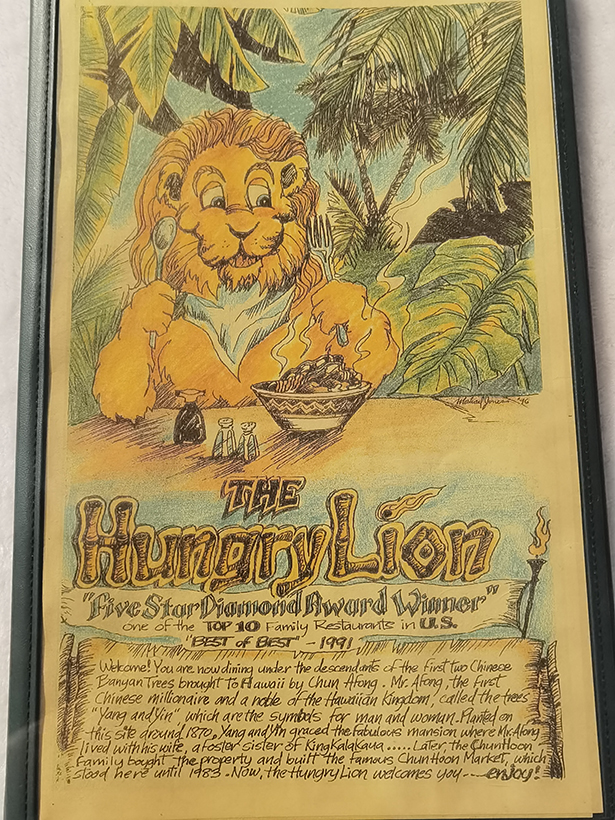 THE
Hungry Lion
"Five Star Diamond Award Winner"
one of the TOP 10 Family Restaurants in U.S.
"BEST of BEST" - 1991
Welcome! You are now dining under the descendants of the first two Chinese
Banyan Trees brought to Hawaii by Chun Afong. Mr. Afong, the first
Chinese millionaire and a noble of the Hawaiian Kingdom, called the trees
"Yang and Yin", which are the symbols for man and woman. Planted on
this site around 1870, Yang and Yin graced the fabulous mansion where Mr. Afong
lived with his wife, a foster sister of King Kalakaua ..... Later, the Chun Hoon
Family bought the property and built the famous Chun Hoon Market, which
stood here until 1983. Now, the Hungry Lion welcomes you --- enjoy!